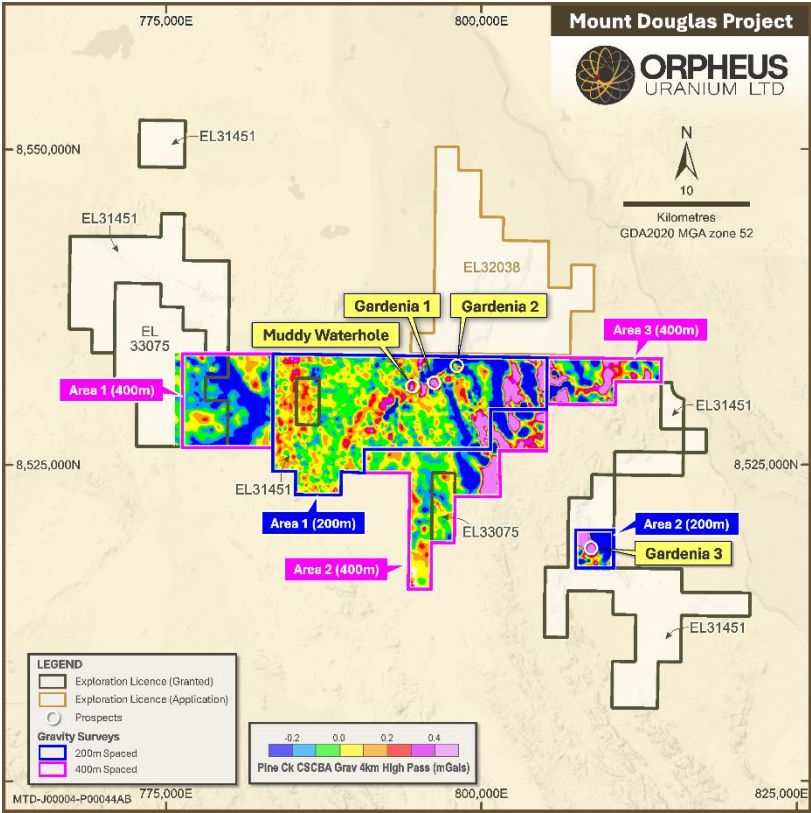 775,000E
800,000E
Mount Douglas Project
ORPHEUS
URANIUM LTD
8,550,000N
EL31451
N
10
Kilometres
GDA2020 MGA zone 52
EL31451
EL32038
EL
33075
Gardenia 1
Gardenia 2
Muddy Waterhole
Area 3 (400m)
Area 1 (400m)
EL31451
8,525,000N
8,525,000N
EL31451
Area 1 (200m)
EL33075
Area 2 (200m)
Gardenia 3
Area 2 (400m)
EL31451
LEGEND
Exploration Licence (Granted)
Exploration Licence (Application)
Prospects
Gravity Surveys
200m Spaced
400m Spaced
-0.2 0.0 0.2 0.4
Pine Ck CSCBA Grav 4km High Pass (mGals)
MTD-J00004-P00044AB
775,000E
800,000E
825,000E